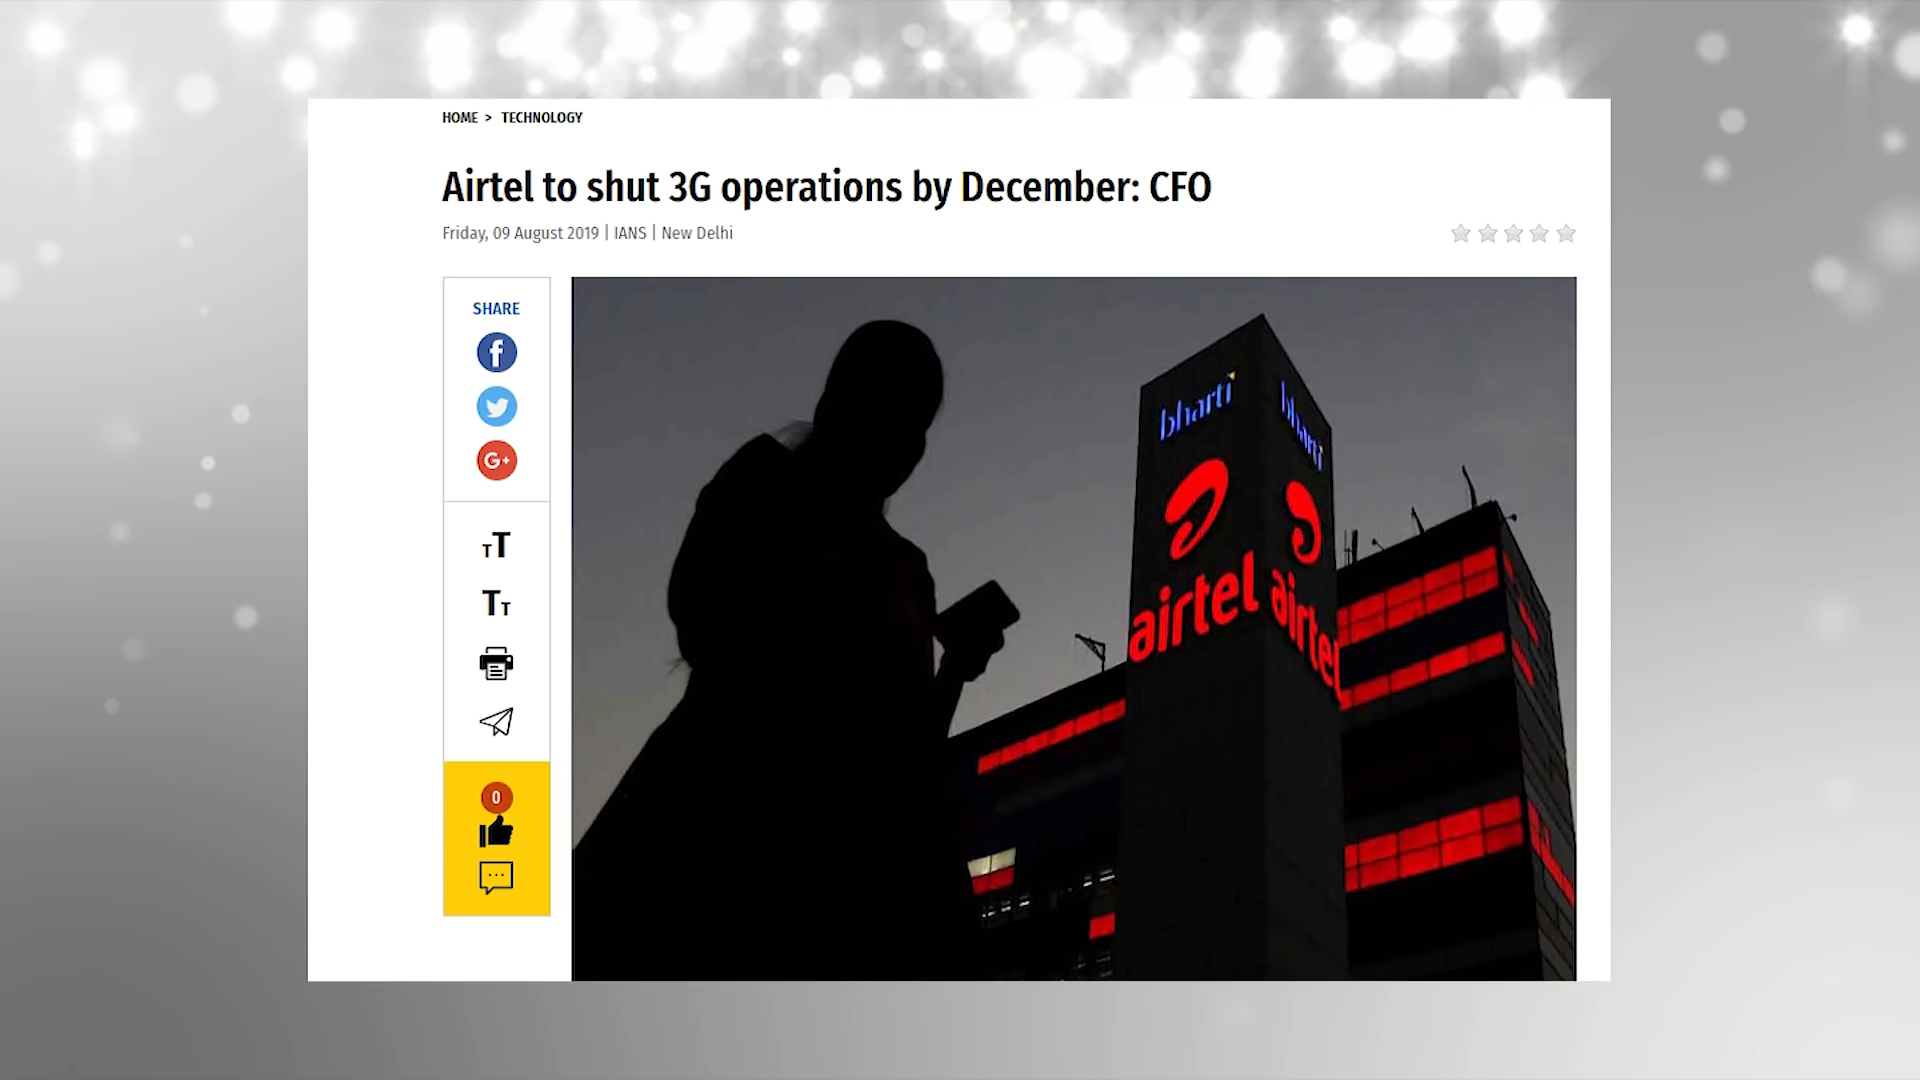 HOME > TECHNOLOGY
Airtel to shut 3G operations by December: CFO
Friday, 09 August 2019 | IANS | New Delhi
SHARE
f
G+
TT
TT
0
bharti
bharti
airtel
airtel